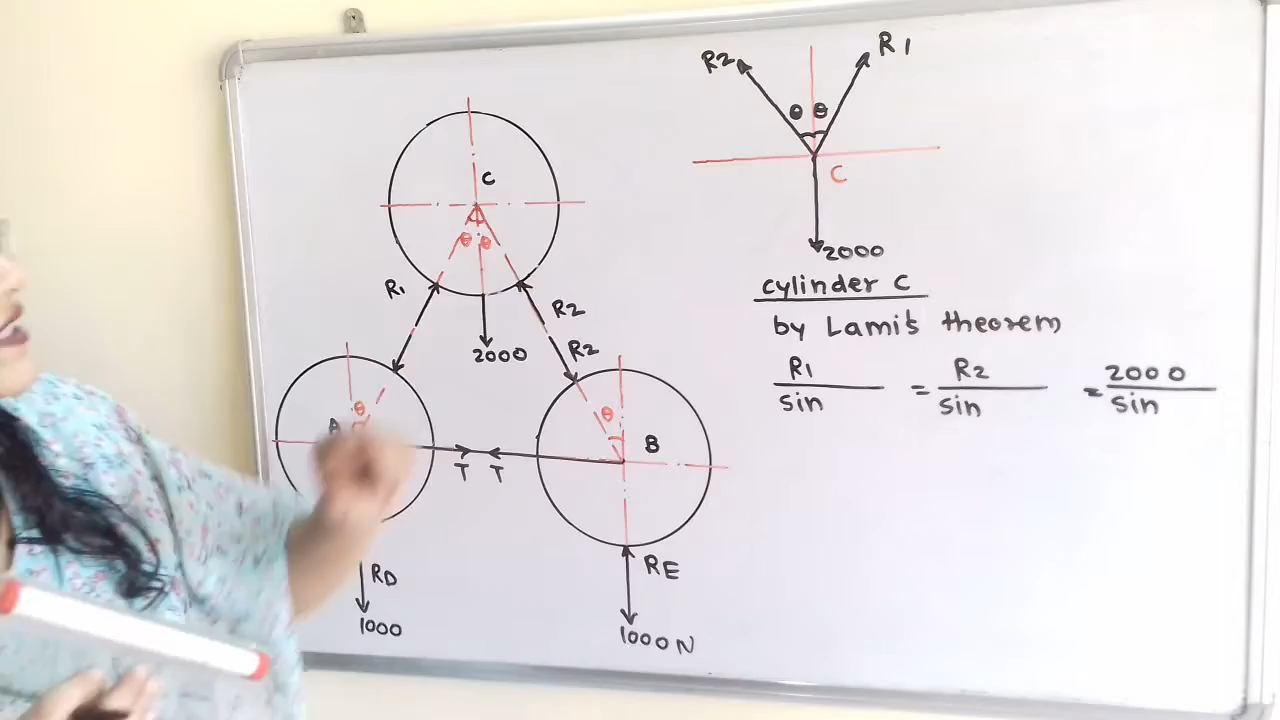 R2
R1
θ θ
C
2000
C
θ θ
R1
R2
2000
R2
θ
A
θ
B
T T
RD
1000
RE
1000 N
cylinder C
by Lami's theorem
R1 = R2 = 2000
sin sin sin